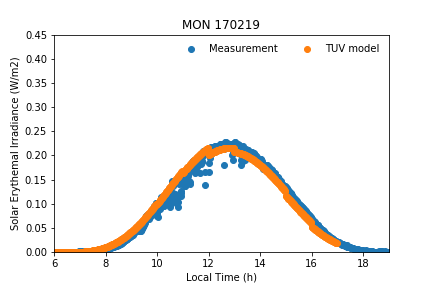 MON 170219
Measurement TUV model
Solar Erythemal Irradiance (W/m2)
0.45
0.40
0.35
0.30
0.25
0.20
0.15
0.10
0.05
0.00
6 8 10 12 14 16 18
Local Time (h)